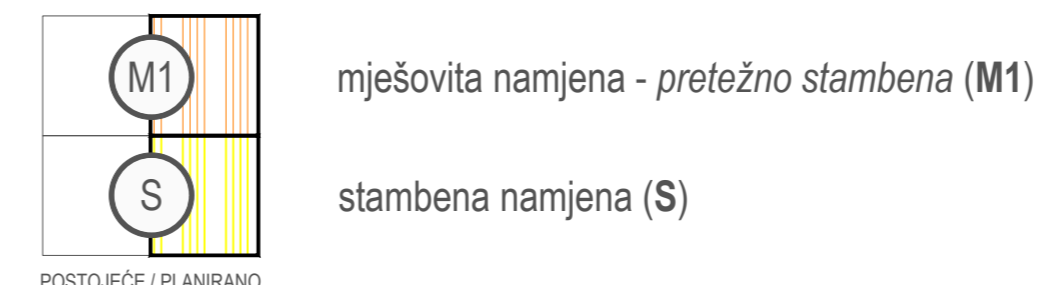 M1 mješovita namjena - pretežno stambena (M1)
S stambena namjena (S)
POSTOJEĆE / PLANIRANO